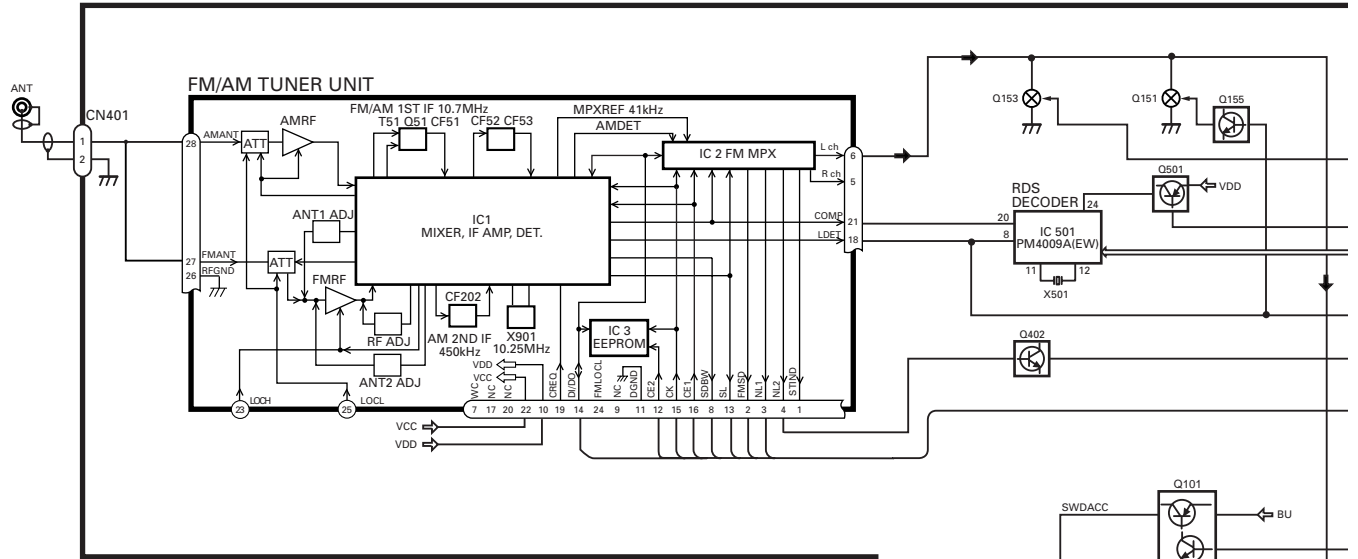 FM/AM TUNER UNIT
ANT
CN401
1
2
28
AMANT
ATT
AMRF
FM/AM 1ST IF 10.7MHz
T51 Q51 CF51
CF52 CF53
MPXREF 41kHz
AMDET
IC 2 FM MPX
L ch
6
R ch
5
Q153
Q151
Q155
ANT1 ADJ
IC1
MIXER, IF AMP, DET.
COMP
21
LDET
18
RDS
DECODER
24
20
8
IC 501
PM4009A(EW)
11
12
X501
Q501
VDD
27
FMANT
26
RFGND
ATT
FMRF
RF ADJ
ANT2 ADJ
CF202
AM 2ND IF
450kHz
X901
10.25MHz
IC 3
EEPROM
Q402
VDD
VCC
WC
NC
NC
CREQ
DI/DO
FMLOCL
NC
DGND
CE2
CK
CE1
SDBW
SL
FMSD
NL1
NL2
STIND
23
LOCH
25
LOCL
7
17
20
22
10
19
14
24
9
11
12
15
16
8
13
2
3
4
1
VCC
VDD
Q101
SWDACC
BU